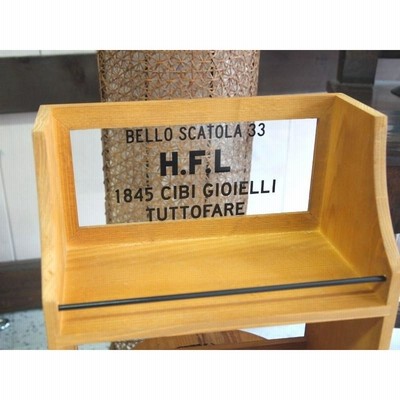 BELLO SCATOLA 33
H.F.L
1845 CIBI GIOIELLI
TUTTOFARE